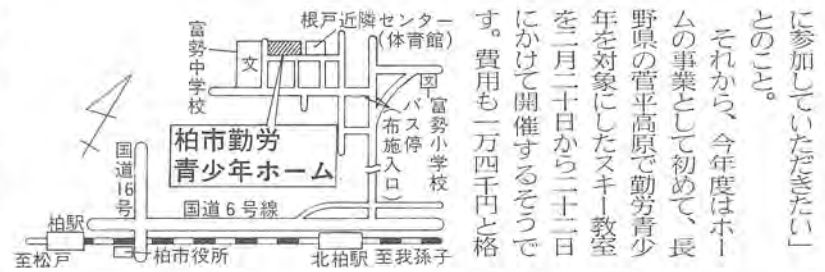 に参加していただきたい」
とのこと。
それから、今年度はホー
ムの事業として初めて、長
野県の菅平高原で勤労青少
年を対象にしたスキー教室
を二月二十日から二十二日
にかけて開催するそうで
す。費用も一万四千円と格
根戸近隣センター
(体育館)
富勢中学校
文
文
富勢小学校
バス停
(布施入口)
柏市勤労
青少年ホーム
国道16号
国道6号線
柏駅
至松戸
柏市役所
北柏駅
至我孫子